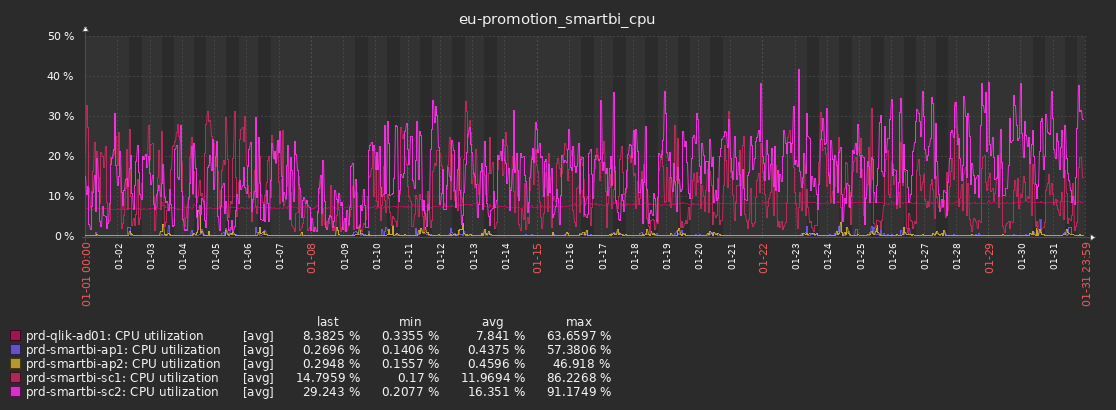 eu-promotion_smartbi_cpu
50 %
40 %
30 %
20 %
10 %
0 %
01-01 00:00 01-02 01-03 01-04 01-05 01-06 01-07 01-08 01-09 01-10 01-11 01-12 01-13 01-14 01-15 01-16 01-17 01-18 01-19 01-20 01-21 01-22 01-23 01-24 01-25 01-26 01-27 01-28 01-29 01-30 01-31 01-31 23:59
last min avg max
prd-qlik-ad01: CPU utilization [avg] 8.3825 % 0.3355 % 7.841 % 63.6597 %
prd-smartbi-ap1: CPU utilization [avg] 0.2696 % 0.1406 % 0.4375 % 57.3806 %
prd-smartbi-ap2: CPU utilization [avg] 0.2948 % 0.1557 % 0.4596 % 46.918 %
prd-smartbi-sc1: CPU utilization [avg] 14.7959 % 0.17 % 11.9694 % 86.2268 %
prd-smartbi-sc2: CPU utilization [avg] 29.243 % 0.2077 % 16.351 % 91.1749 %